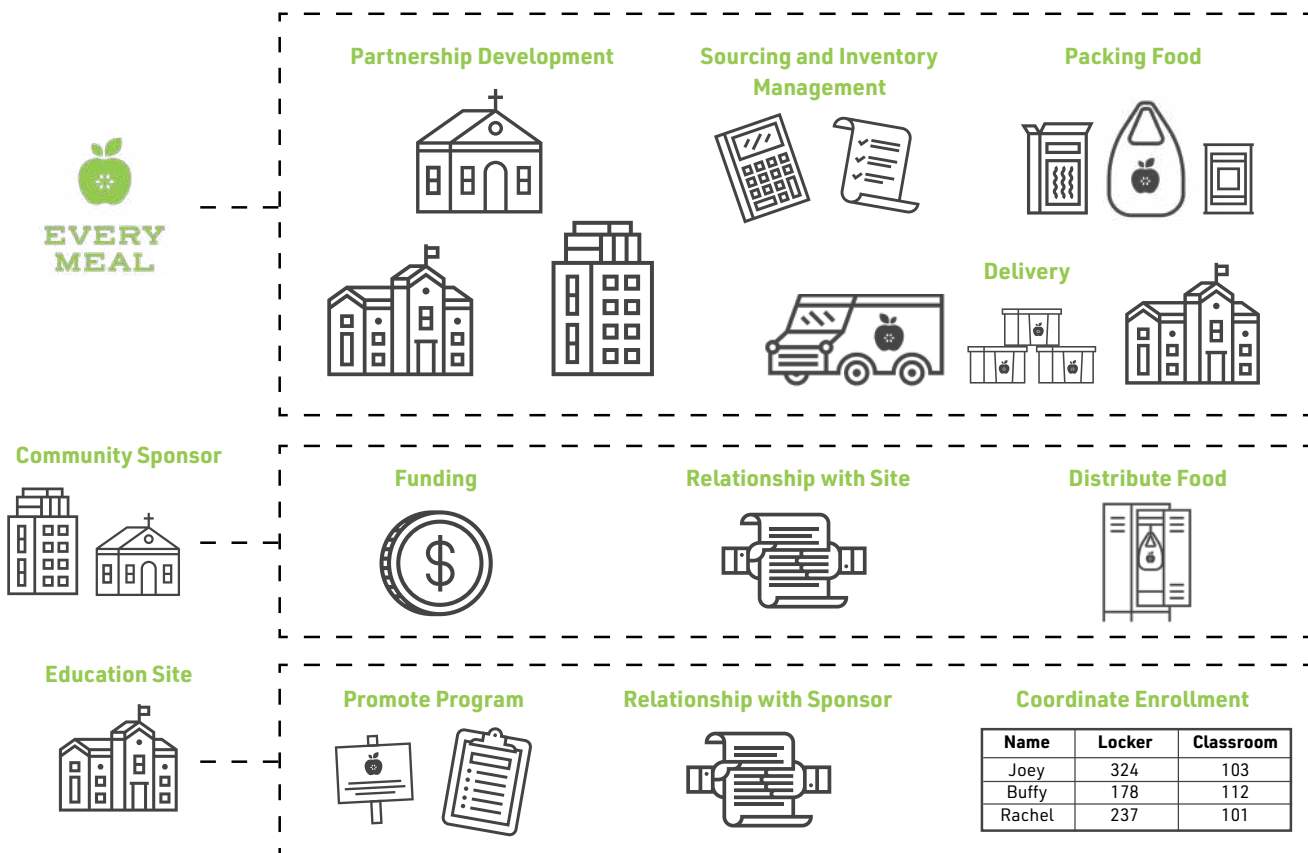 Partnership Development
Sourcing and Inventory
Management
Packing Food
EVERY
MEAL
Delivery
Community Sponsor
Funding
$
Relationship with Site
Distribute Food
Education Site
Promote Program
Relationship with Sponsor
Coordinate Enrollment
Name Locker Classroom
Joey 324 103
Buffy 178 112
Rachel 237 101